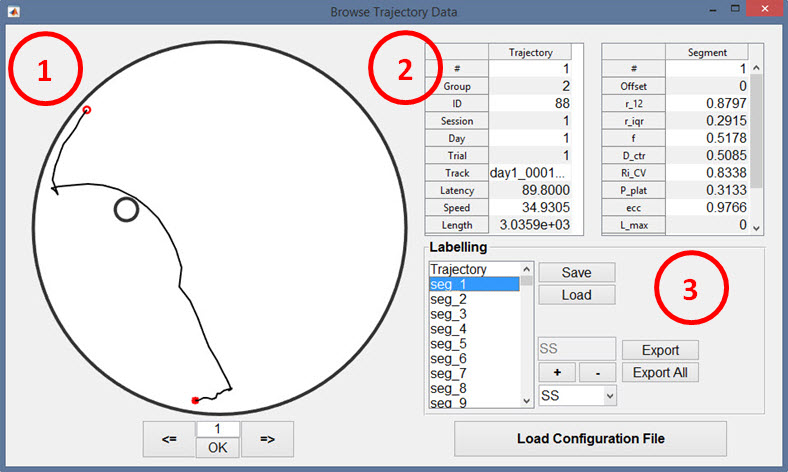 Browse Trajectory Data
1
2
Trajectory
# 1
Group 2
ID 88
Session 1
Day 1
Trial 1
Track day1_0001...
Latency 89.8000
Speed 34.9305
Length 3.0359e+03
Segment
# 1
Offset 0
r_12 0.8797
r_iqr 0.2915
f 0.5178
D_ctr 0.5085
Ri_CV 0.8338
P_plat 0.3133
ecc 0.9766
L_max 0
Labelling
Trajectory
seg_1
seg_2
seg_3
seg_4
seg_5
seg_6
seg_7
seg_8
seg_9
Save
Load
3
SS
Export
+ -
Export All
SS
<= 1 =>
OK
Load Configuration File